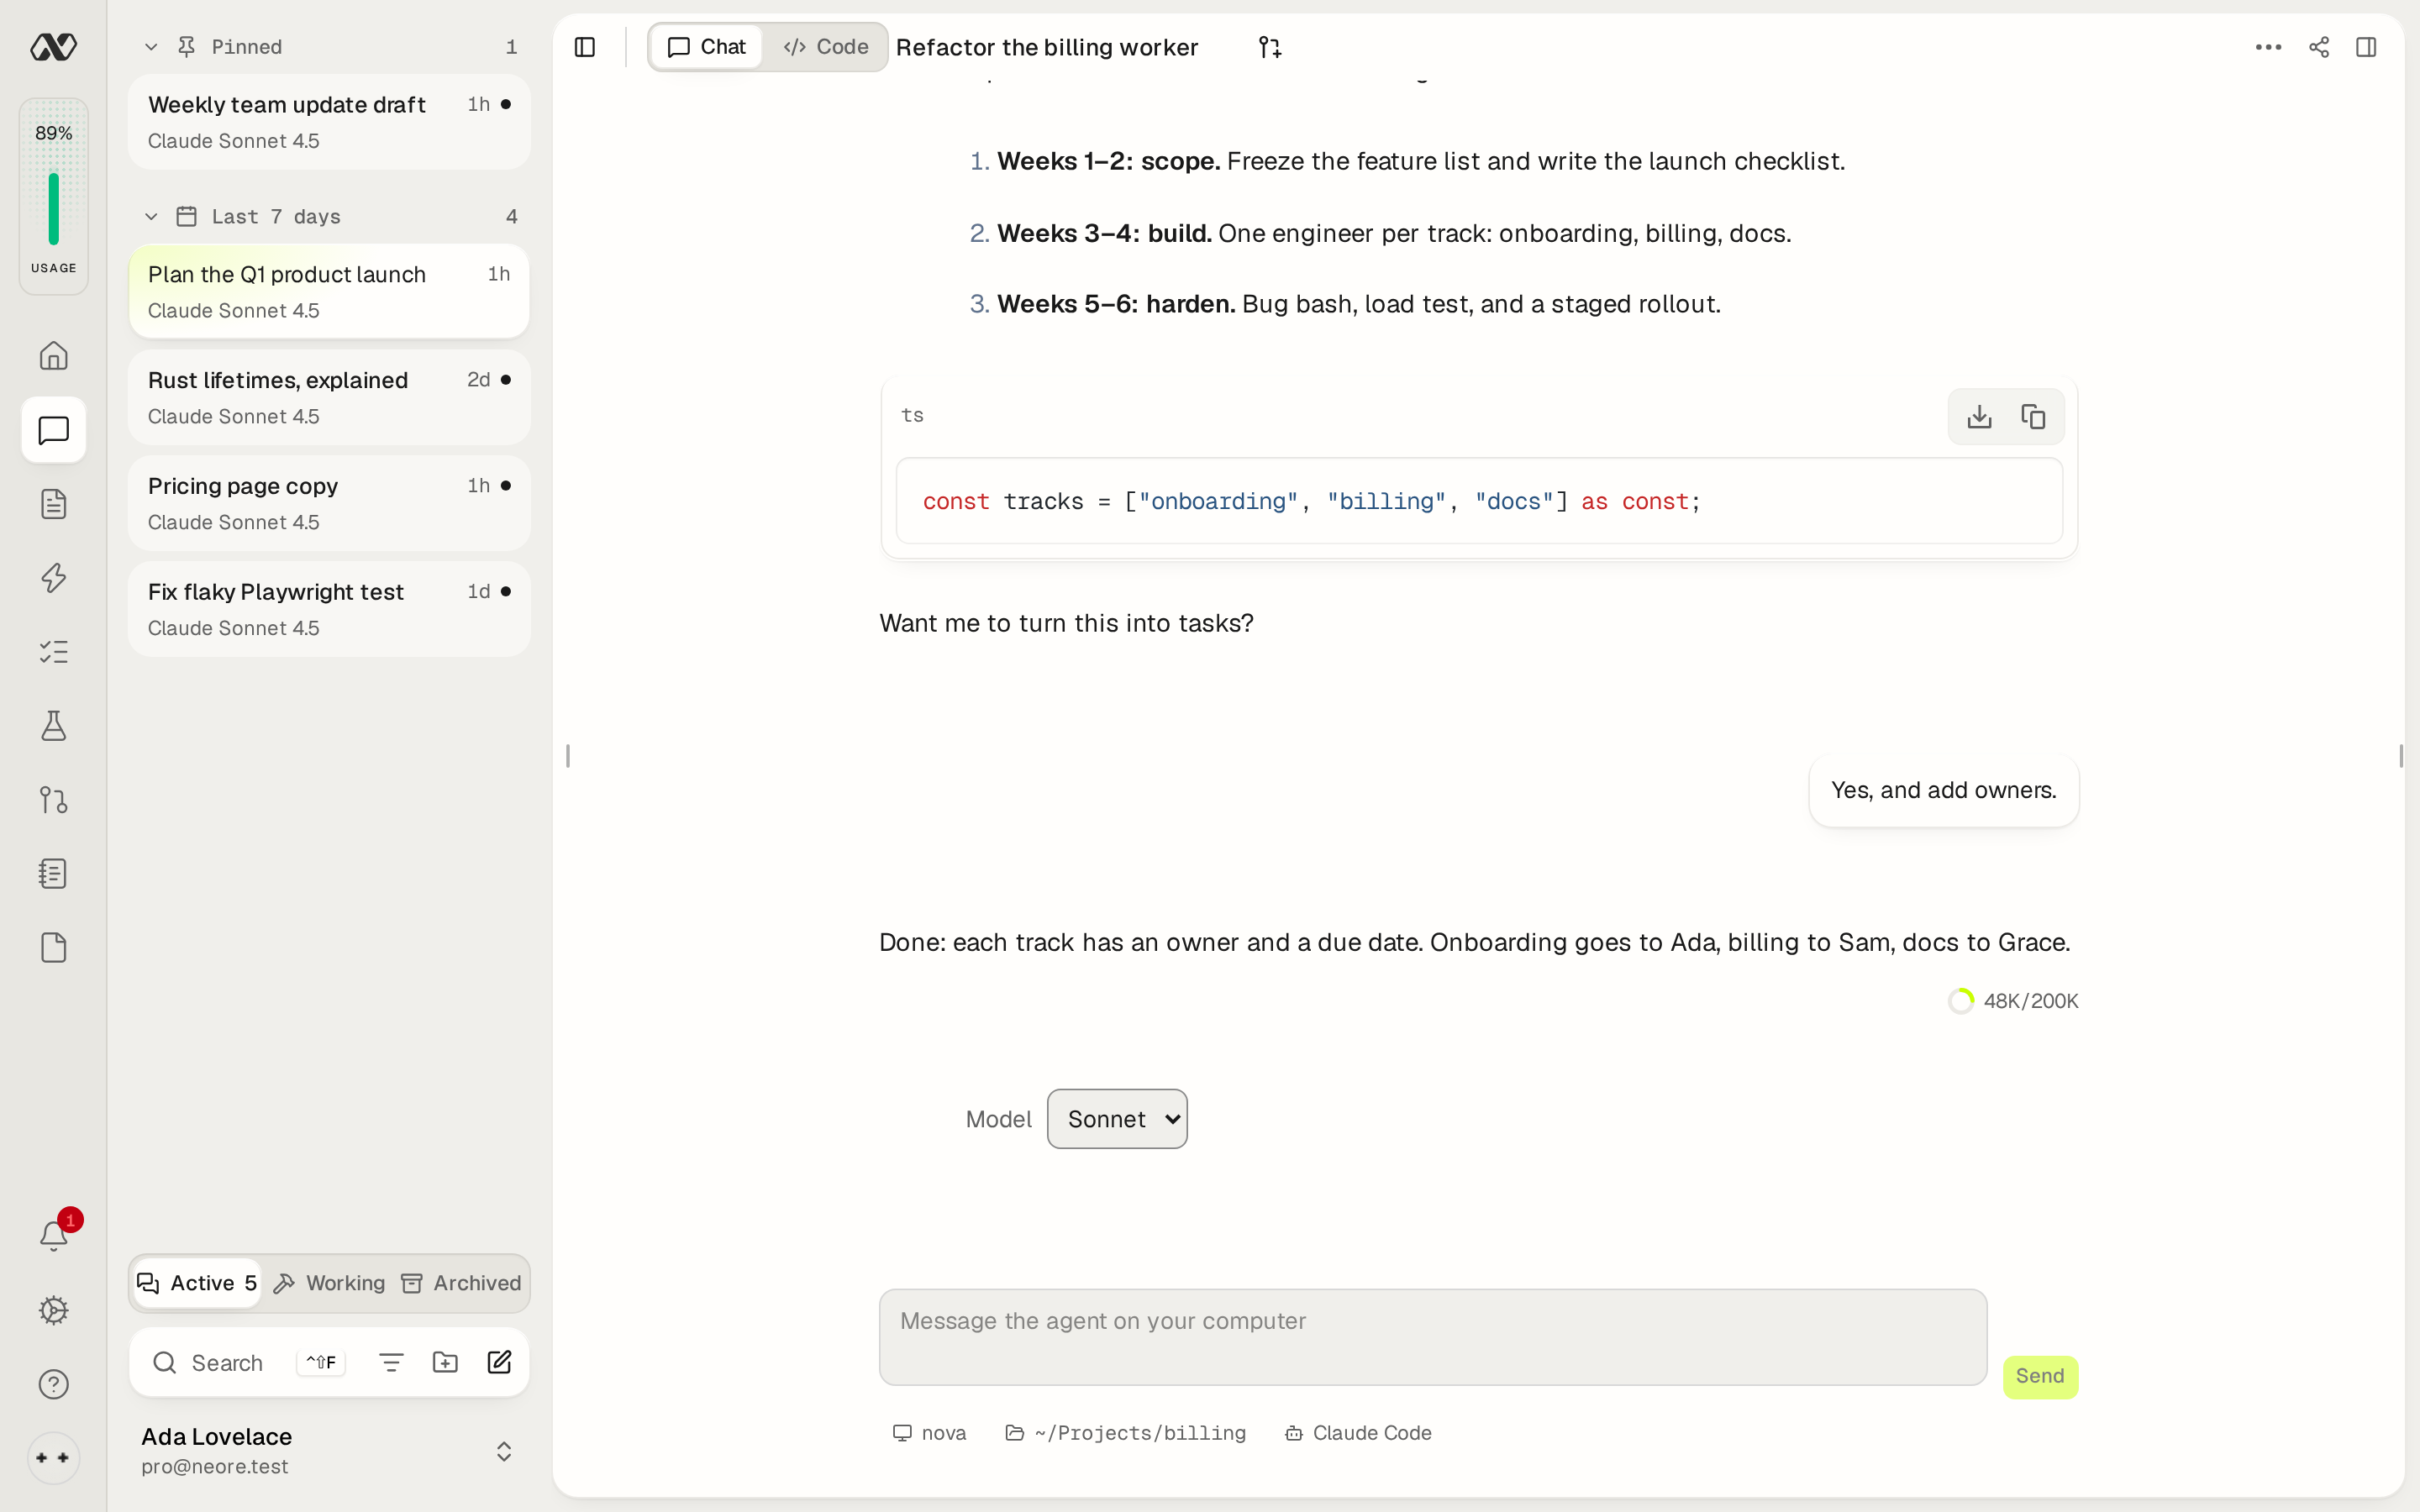 89%
USAGE
Pinned 1
Weekly team update draft 1h
Claude Sonnet 4.5
Last 7 days 4
Plan the Q1 product launch 1h
Claude Sonnet 4.5
Rust lifetimes, explained 2d
Claude Sonnet 4.5
Pricing page copy 1h
Claude Sonnet 4.5
Fix flaky Playwright test 1d
Claude Sonnet 4.5
1
Active 5 Working Archived
Search ^⇧F
Ada Lovelace
pro@neore.test
Chat Code Refactor the billing worker
1. Weeks 1–2: scope. Freeze the feature list and write the launch checklist.
2. Weeks 3–4: build. One engineer per track: onboarding, billing, docs.
3. Weeks 5–6: harden. Bug bash, load test, and a staged rollout.
ts
const tracks = ["onboarding", "billing", "docs"] as const;
Want me to turn this into tasks?
Yes, and add owners.
Done: each track has an owner and a due date. Onboarding goes to Ada, billing to Sam, docs to Grace.
48K/200K
Model Sonnet
Message the agent on your computer
Send
nova ~/Projects/billing Claude Code